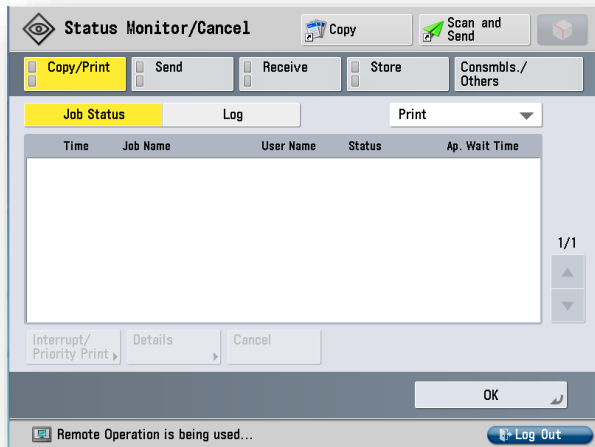 Status Monitor/Cancel
Copy
Scan and
Send
Copy/Print
Send
Receive
Store
Consmbls./
Others
Job Status
Log
Print
Time
Job Name
User Name
Status
Ap. Wait Time
1/1
Interrupt/
Priority Print
Details
Cancel
OK
Remote Operation is being used...
Log Out